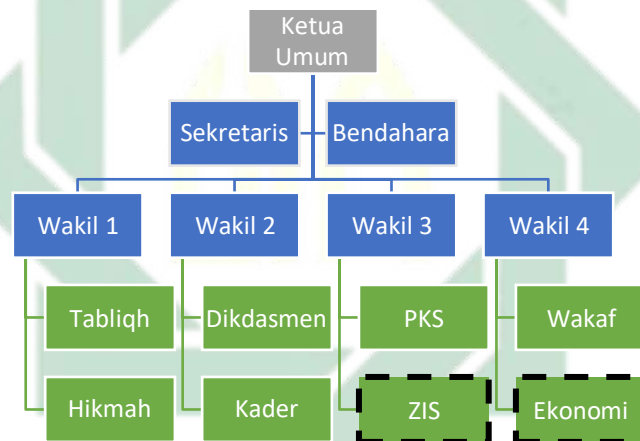 Ketua
Umum
Sekretaris
Bendahara
Wakil 1
Wakil 2
Wakil 3
Wakil 4
Tabliqh
Dikdasmen
PKS
Wakaf
Hikmah
Kader
ZIS
Ekonomi